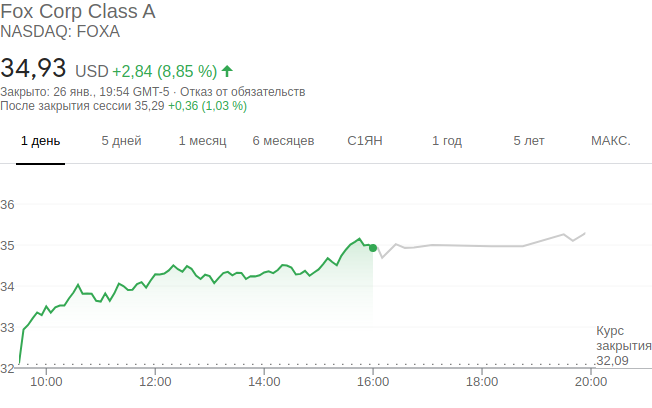 Fox Corp Class A
NASDAQ: FOXA
34,93 USD +2,84 (8,85 %)
Закрыто: 26 янв., 19:54 GMT-5 · Отказ от обязательств
После закрытия сессии 35,29 +0,36 (1,03 %)
1 день 5 дней 1 месяц 6 месяцев С1ЯН 1 год 5 лет МАКС.
36
35
34
33
Курс
закрытия
32,09
32
10:00 12:00 14:00 16:00 18:00 20:00